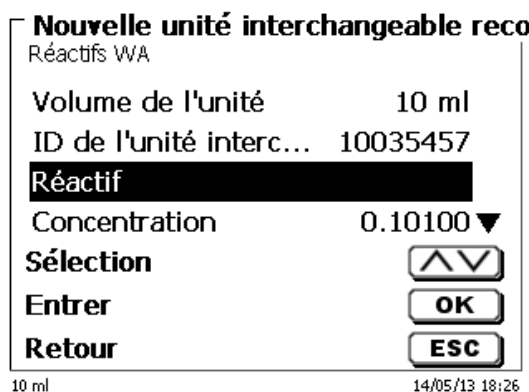 Nouvelle unité interchangeable reco
Réactifs WA
Volume de l'unité 10 ml
ID de l'unité interc... 10035457
Réactif
Concentration 0.10100 ▼
Sélection
Entrer OK
Retour ESC
10 ml 14/05/13 18:26